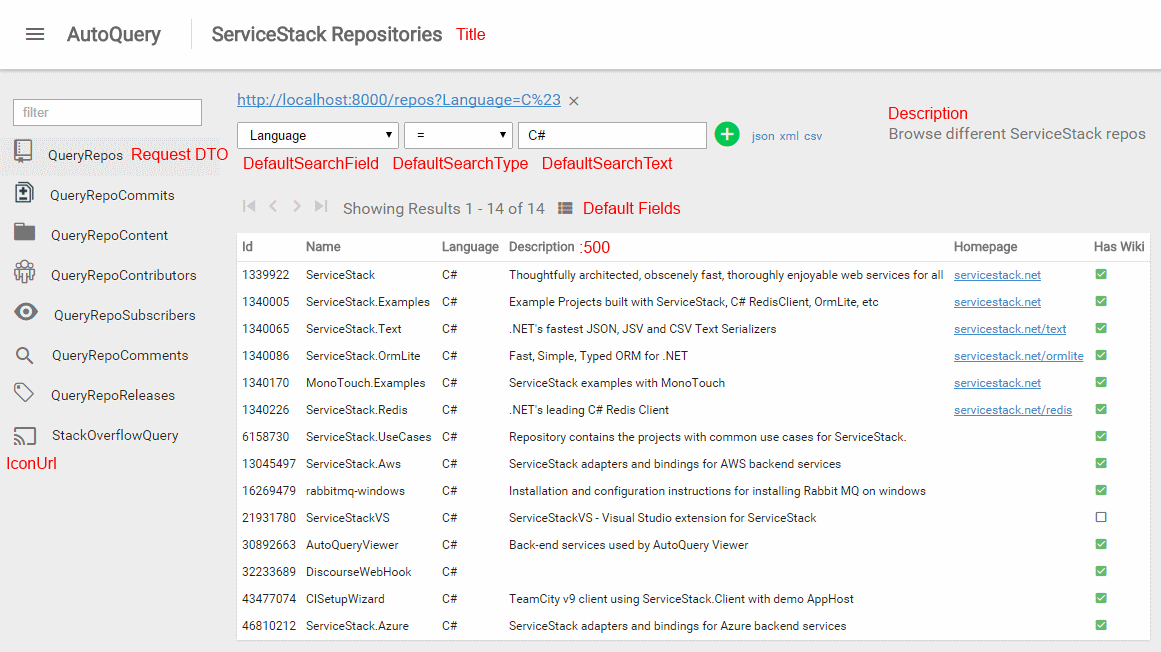 AutoQuery ServiceStack Repositories Title
filter
QueryRepos Request DTO
QueryRepoCommits
QueryRepoContent
QueryRepoContributors
QueryRepoSubscribers
QueryRepoComments
QueryRepoReleases
StackOverflowQuery
IconUrl
http://localhost:8000/repos?Language=C%23 ×
Language = C# json xml csv
DefaultSearchField DefaultSearchType DefaultSearchText
Description
Browse different ServiceStack repos
Showing Results 1 - 14 of 14 Default Fields
Id Name Language Description :500 Homepage Has Wiki
1339922 ServiceStack C# Thoughtfully architected, obscenely fast, thoroughly enjoyable web services for all servicestack.net
1340005 ServiceStack.Examples C# Example Projects built with ServiceStack, C# RedisClient, OrmLite, etc servicestack.net
1340065 ServiceStack.Text C# .NET's fastest JSON, JSV and CSV Text Serializers servicestack.net/text
1340086 ServiceStack.OrmLite C# Fast, Simple, Typed ORM for .NET servicestack.net/ormlite
1340170 MonoTouch.Examples C# ServiceStack examples with MonoTouch servicestack.net
1340226 ServiceStack.Redis C# .NET's leading C# Redis Client servicestack.net/redis
6158730 ServiceStack.UseCases C# Repository contains the projects with common use cases for ServiceStack.
13045497 ServiceStack.Aws C# ServiceStack adapters and bindings for AWS backend services
16269479 rabbitmq-windows C# Installation and configuration instructions for installing Rabbit MQ on windows
21931780 ServiceStackVS C# ServiceStackVS - Visual Studio extension for ServiceStack
30892663 AutoQueryViewer C# Back-end services used by AutoQuery Viewer
32233689 DiscourseWebHook C#
43477074 CISetupWizard C# TeamCity v9 client using ServiceStack.Client with demo AppHost
46810212 ServiceStack.Azure C# ServiceStack adapters and bindings for Azure backend services